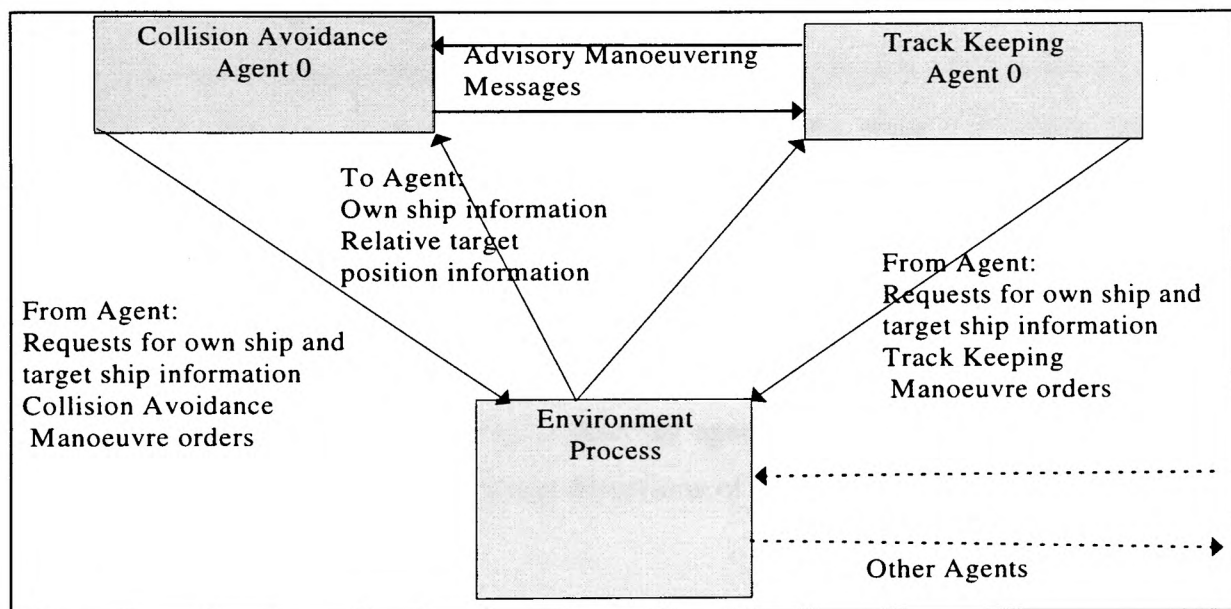 Collision Avoidance
Agent 0
Advisory Manoeuvering
Messages
Track Keeping
Agent 0
To Agent:
Own ship information
Relative target
position information
From Agent:
Requests for own ship and
target ship information
Collision Avoidance
Manoeuvre orders
From Agent:
Requests for own ship and
target ship information
Track Keeping
Manoeuvre orders
Environment
Process
Other Agents